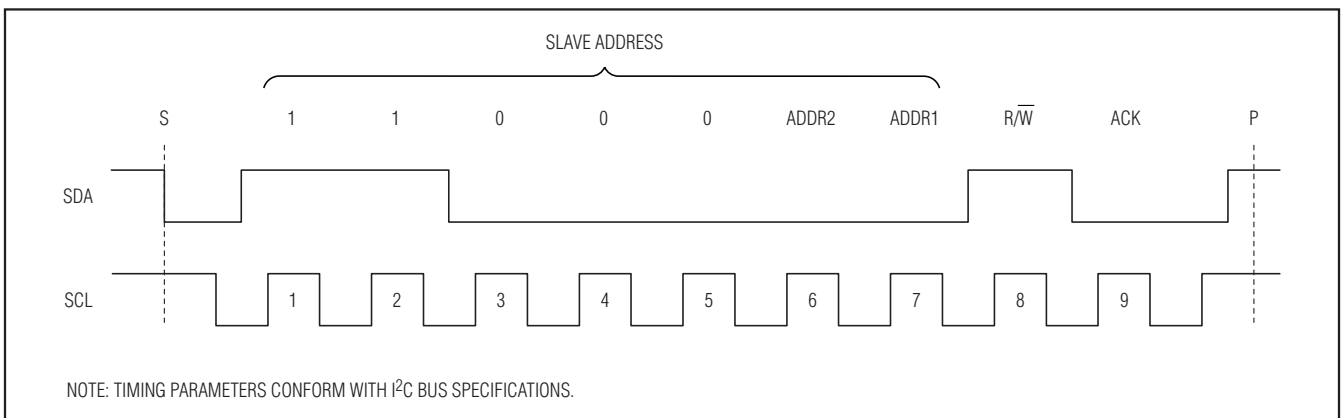 SLAVE ADDRESS
S 1 1 0 0 0 ADDR2 ADDR1 R/W̅ ACK P
SDA
SCL 1 2 3 4 5 6 7 8 9
NOTE: TIMING PARAMETERS CONFORM WITH I²C BUS SPECIFICATIONS.